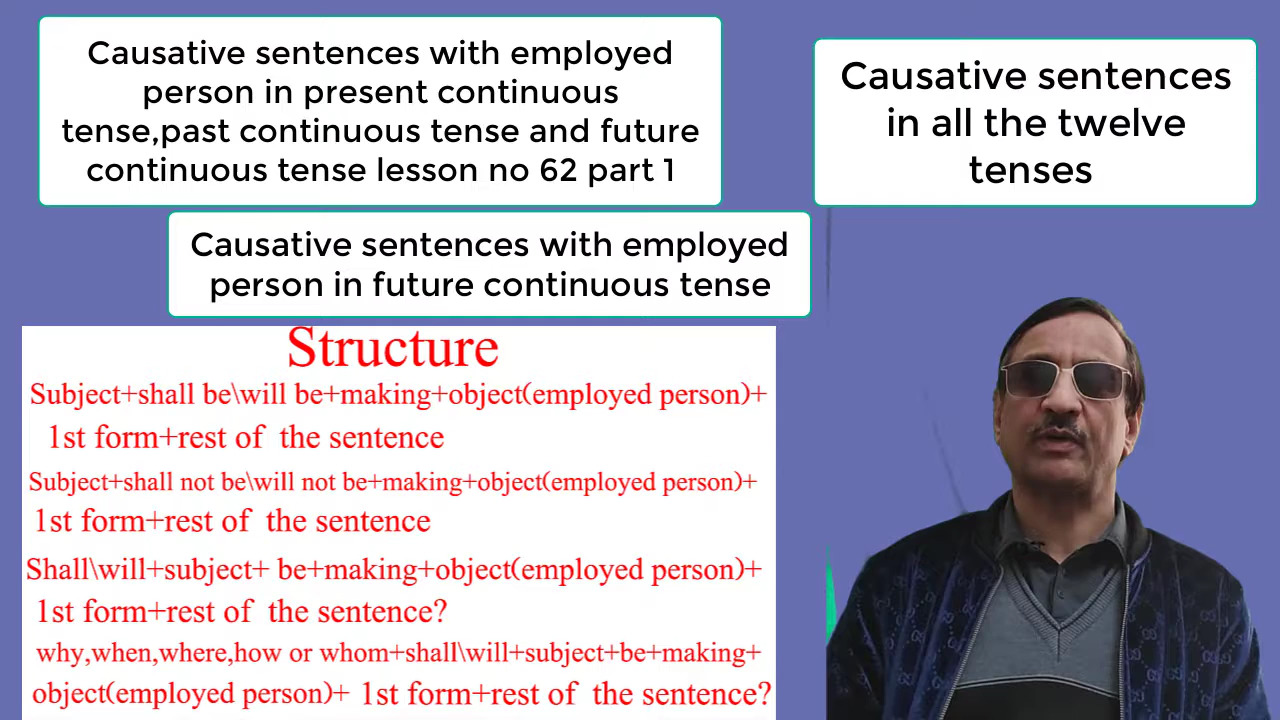 Causative sentences with employed
person in present continuous
tense,past continuous tense and future
continuous tense lesson no 62 part 1
Causative sentences
in all the twelve
tenses
Causative sentences with employed
person in future continuous tense
Structure
Subject+shall be\will be+making+object(employed person)+
1st form+rest of the sentence
Subject+shall not be\will not be+making+object(employed person)+
1st form+rest of the sentence
Shall\will+subject+ be+making+object(employed person)+
1st form+rest of the sentence?
why,when,where,how or whom+shall\will+subject+be+making+
object(employed person)+ 1st form+rest of the sentence?